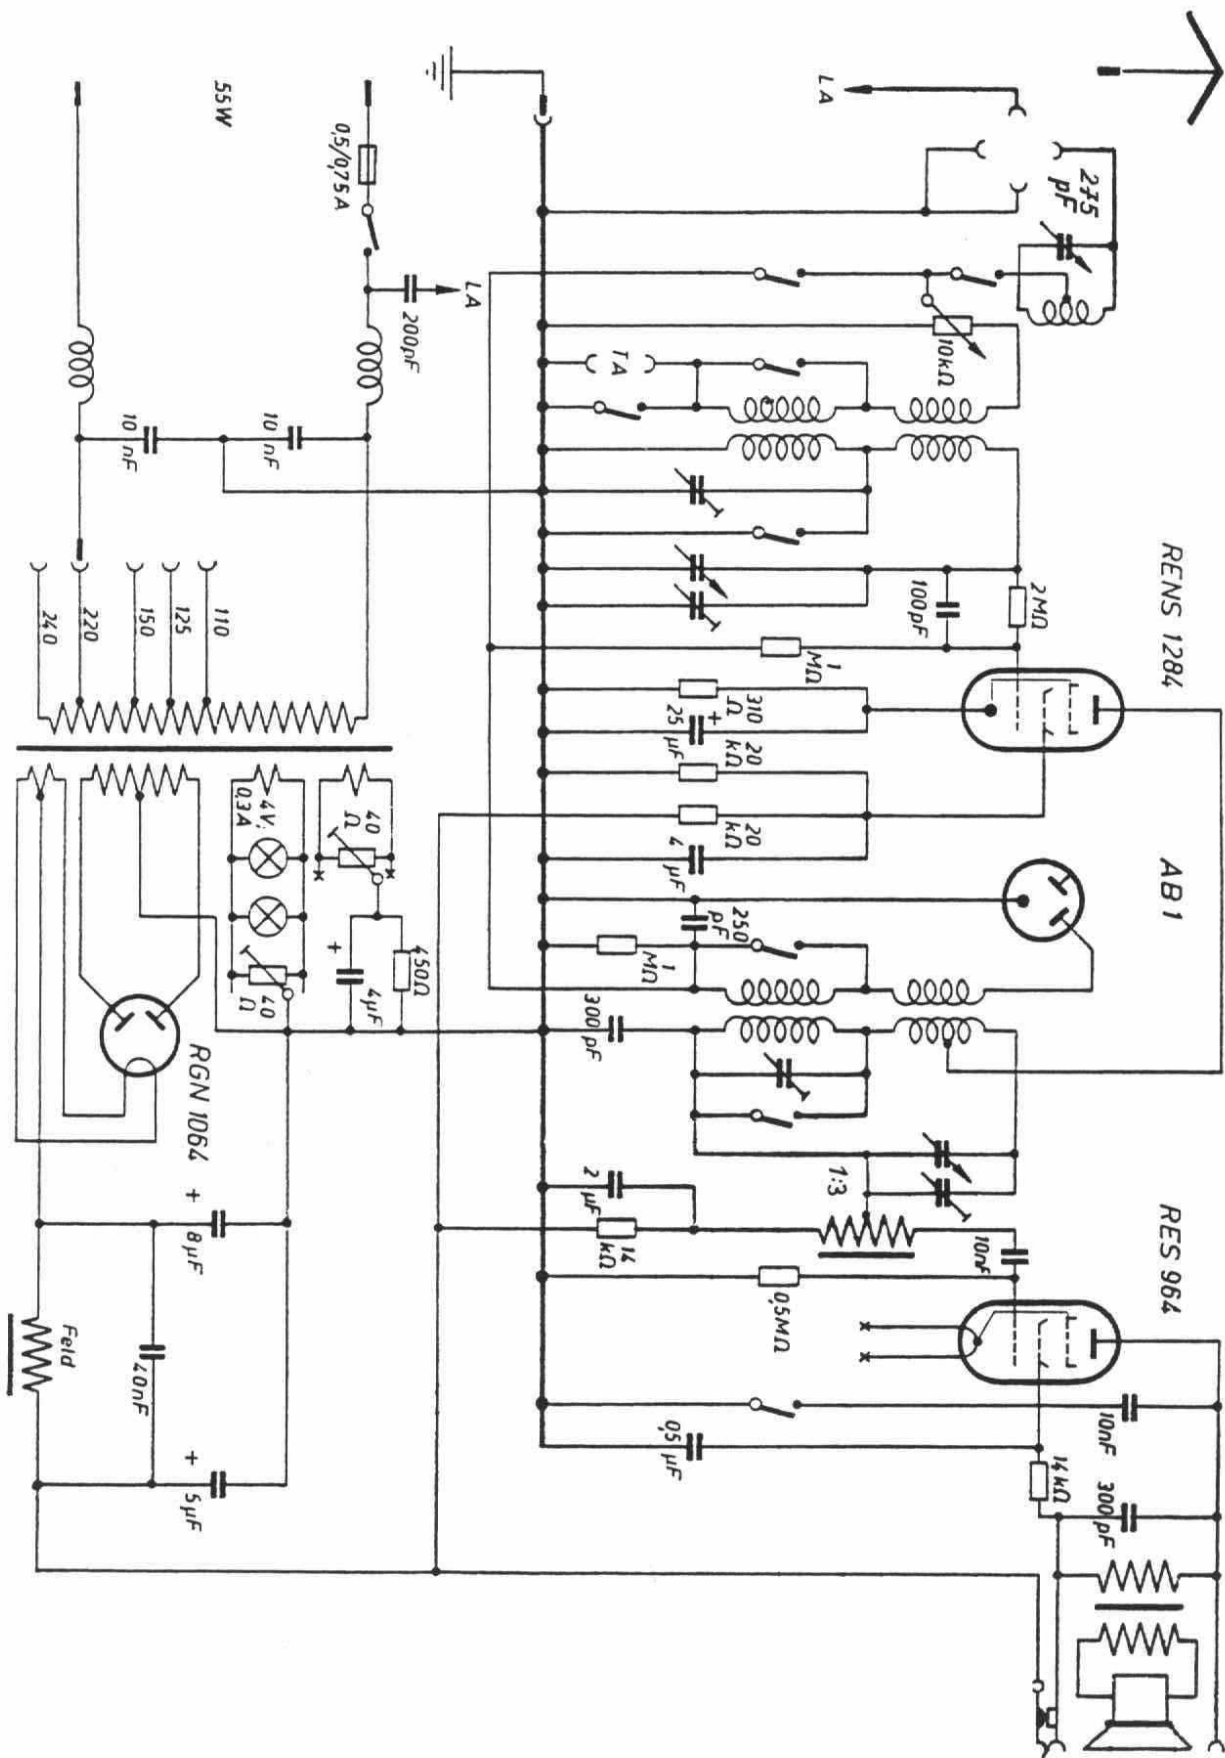 LA
275
pF
10kΩ
TA
RENS 1284
2MΩ
100pF
1
MΩ
310
Ω
+
25
μF
20
kΩ
20
kΩ
4
μF
AB1
250
pF
1
MΩ
300
pF
1:3
2
μF
14
kΩ
10nF
RES 964
0,5MΩ
10nF
0,5
μF
14kΩ
300
pF
55W
0,5/0,75A
LA
200pF
10
nF
10
nF
110
125
150
220
240
40
Ω
4V;
0,3A
+
4μF
450Ω
40
Ω
RGN 1064
+
8μF
Feld
40nF
+
5μF